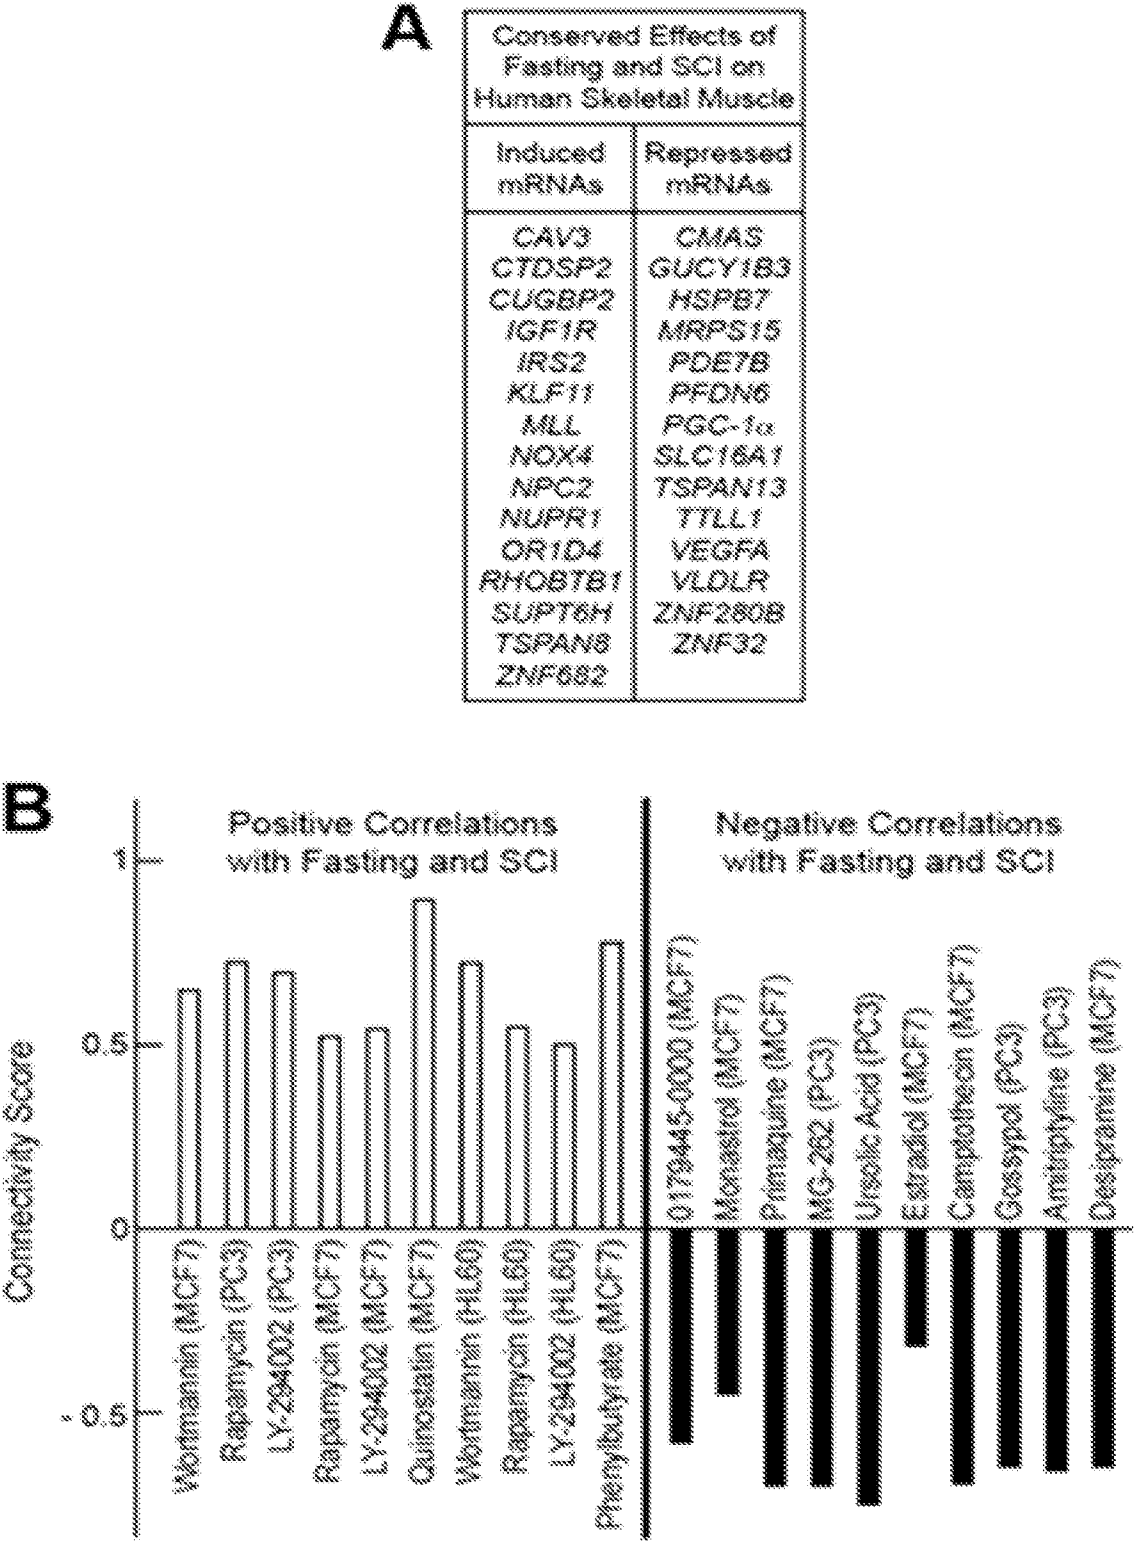 A
Conserved Effects of
Fasting and SCI on
Human Skeletal Muscle
Induced
mRNAs
Repressed
mRNAs
CAV3
CTDSP2
CUGBP2
IGF1R
IRS2
KLF11
MLL
NOX4
NPC2
NUPR1
OR1D4
RHOBTB1
SUPT6H
TSPAN8
ZNF682
CMAS
GUCY1B3
HSPB7
MRPS15
PDE7B
PFDN6
PGC-1α
SLC16A1
TSPAN13
TTLL1
VEGFA
VLDLR
ZNF280B
ZNF32
B
Positive Correlations
with Fasting and SCI
Negative Correlations
with Fasting and SCI
Connectivity Score
1
0.5
0
- 0.5
Wortmannin (MCF7)
Rapamycin (PC3)
LY-294002 (PC3)
Rapamycin (MCF7)
LY-294002 (MCF7)
Quinostatin (MCF7)
Wortmannin (HL60)
Rapamycin (HL60)
LY-294002 (HL60)
Phenylbutyrate (MCF7)
0179445-0000 (MCF7)
Monastrol (MCF7)
Primaquine (MCF7)
MG-262 (PC3)
Ursolic Acid (PC3)
Estradiol (MCF7)
Camptothecin (MCF7)
Gossypol (PC3)
Amitriptyline (PC3)
Desipramine (MCF7)